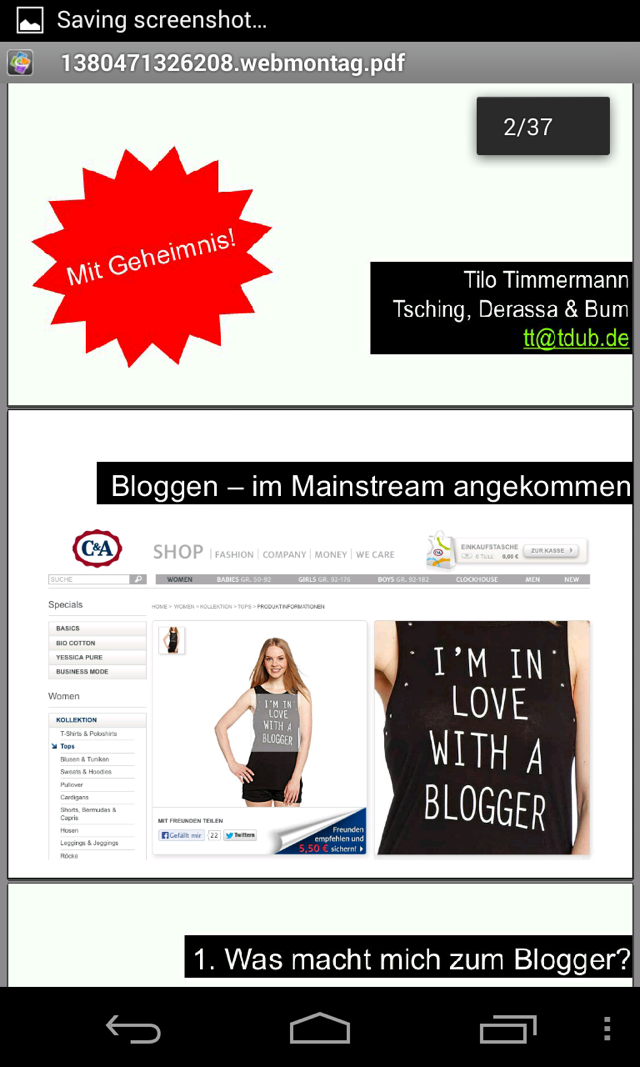 Saving screenshot...
1380471326208.webmontag.pdf
2/37
Mit Geheimnis!
Tilo Timmermann
Tsching, Derassa & Bum
tt@tdub.de
Bloggen – im Mainstream angekommen
C&A
SHOP | FASHION | COMPANY | MONEY | WE CARE
EINKAUFSTASCHE
0 TEILE 0,00 €
ZUR KASSE
SUCHE
WOMEN BABIES GR. 50-92 GIRLS GR. 92-176 BOYS GR. 92-182 CLOCKHOUSE MEN NEW
HOME > WOMEN > KOLLEKTION > TOPS > PRODUKTINFORMATIONEN
Specials
BASICS
BIO COTTON
YESSICA PURE
BUSINESS MODE
Women
KOLLEKTION
T-Shirts & Poloshirts
Tops
Blusen & Tuniken
Sweats & Hoodies
Pullover
Cardigans
Shorts, Bermudas &
Capris
Hosen
Leggings & Jeggings
Röcke
I'M IN
LOVE
WITH A
BLOGGER
MIT FREUNDEN TEILEN
Gefällt mir 22 Twittern
Freunden
empfehlen und
5,50 € sichern!
I'M IN
LOVE
WITH A
BLOGGER
1. Was macht mich zum Blogger?